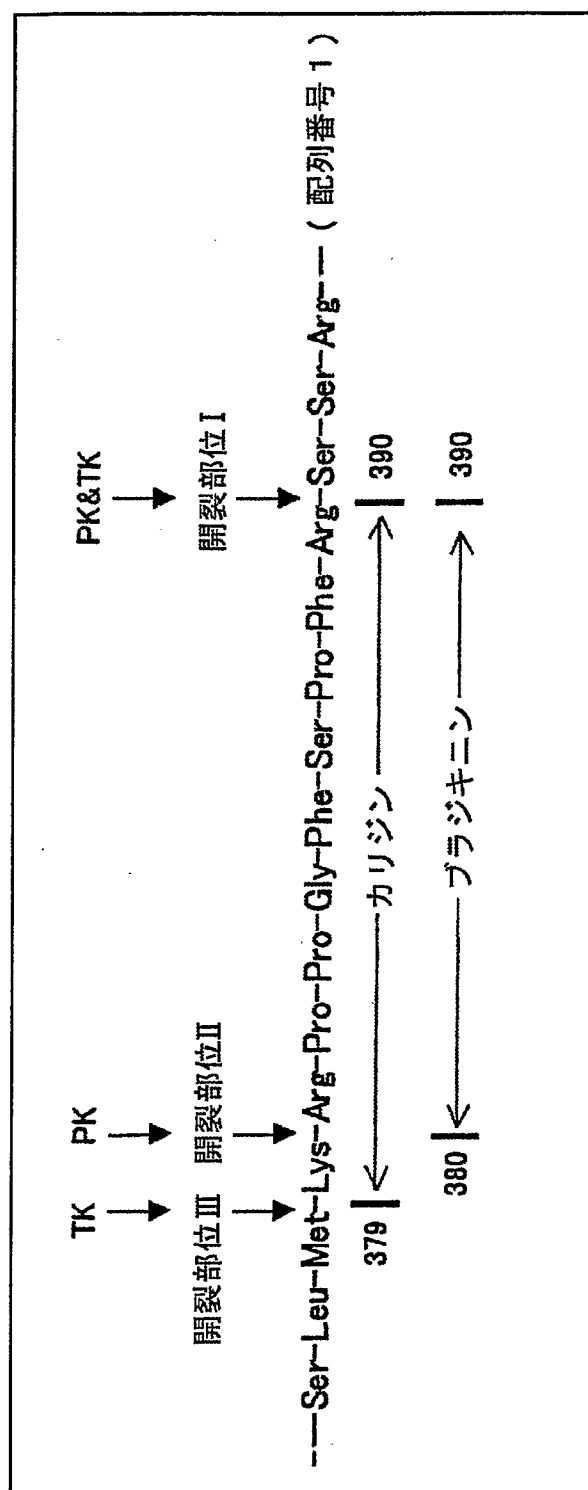 TK PK PK&TK
開裂部位Ⅲ 開裂部位Ⅱ 開裂部位Ⅰ
---Ser-Leu-Met-Lys-Arg-Pro-Pro-Gly-Phe-Ser-Pro-Phe-Arg-Ser-Ser-Arg--- ( 配列番号 1 )
379 カリジン 390
380 ブラジキニン 390